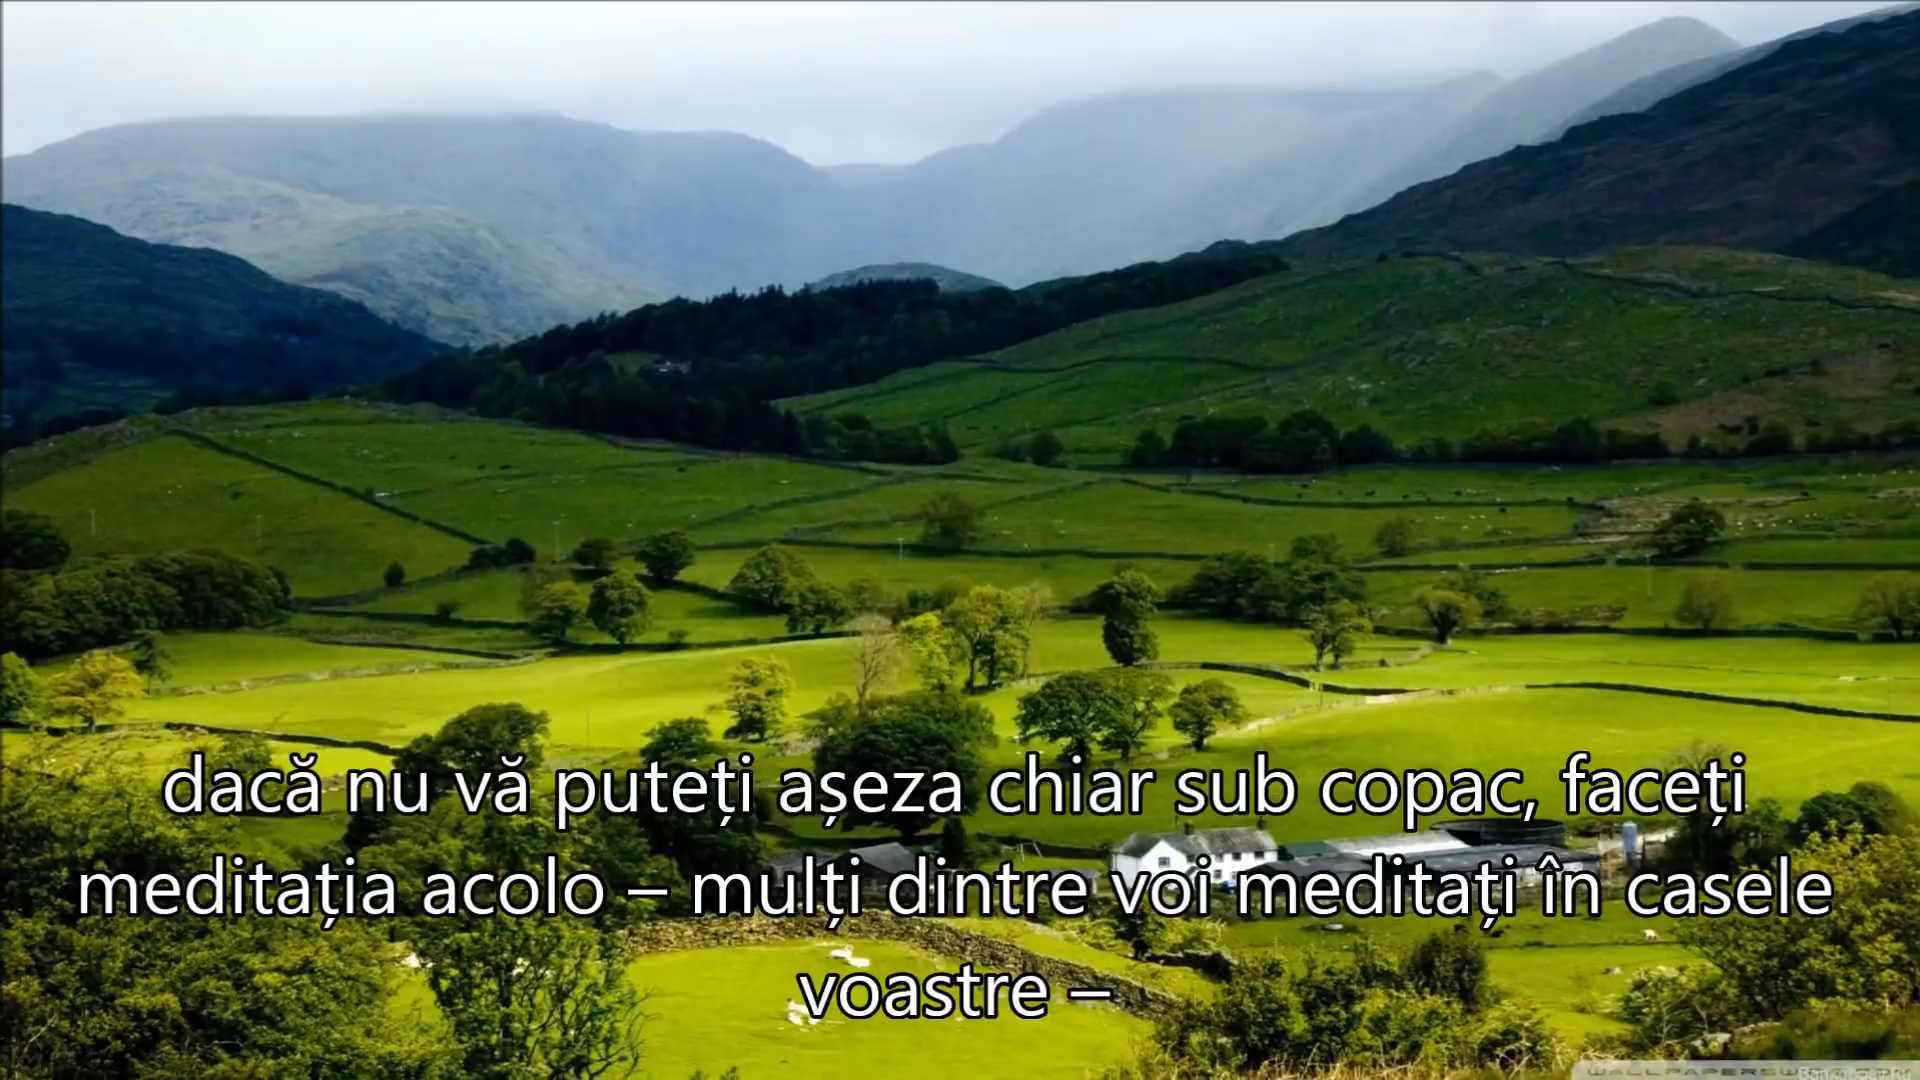 dacă nu vă puteți așeza chiar sub copac, faceți
meditația acolo – mulți dintre voi meditați în casele
voastre –